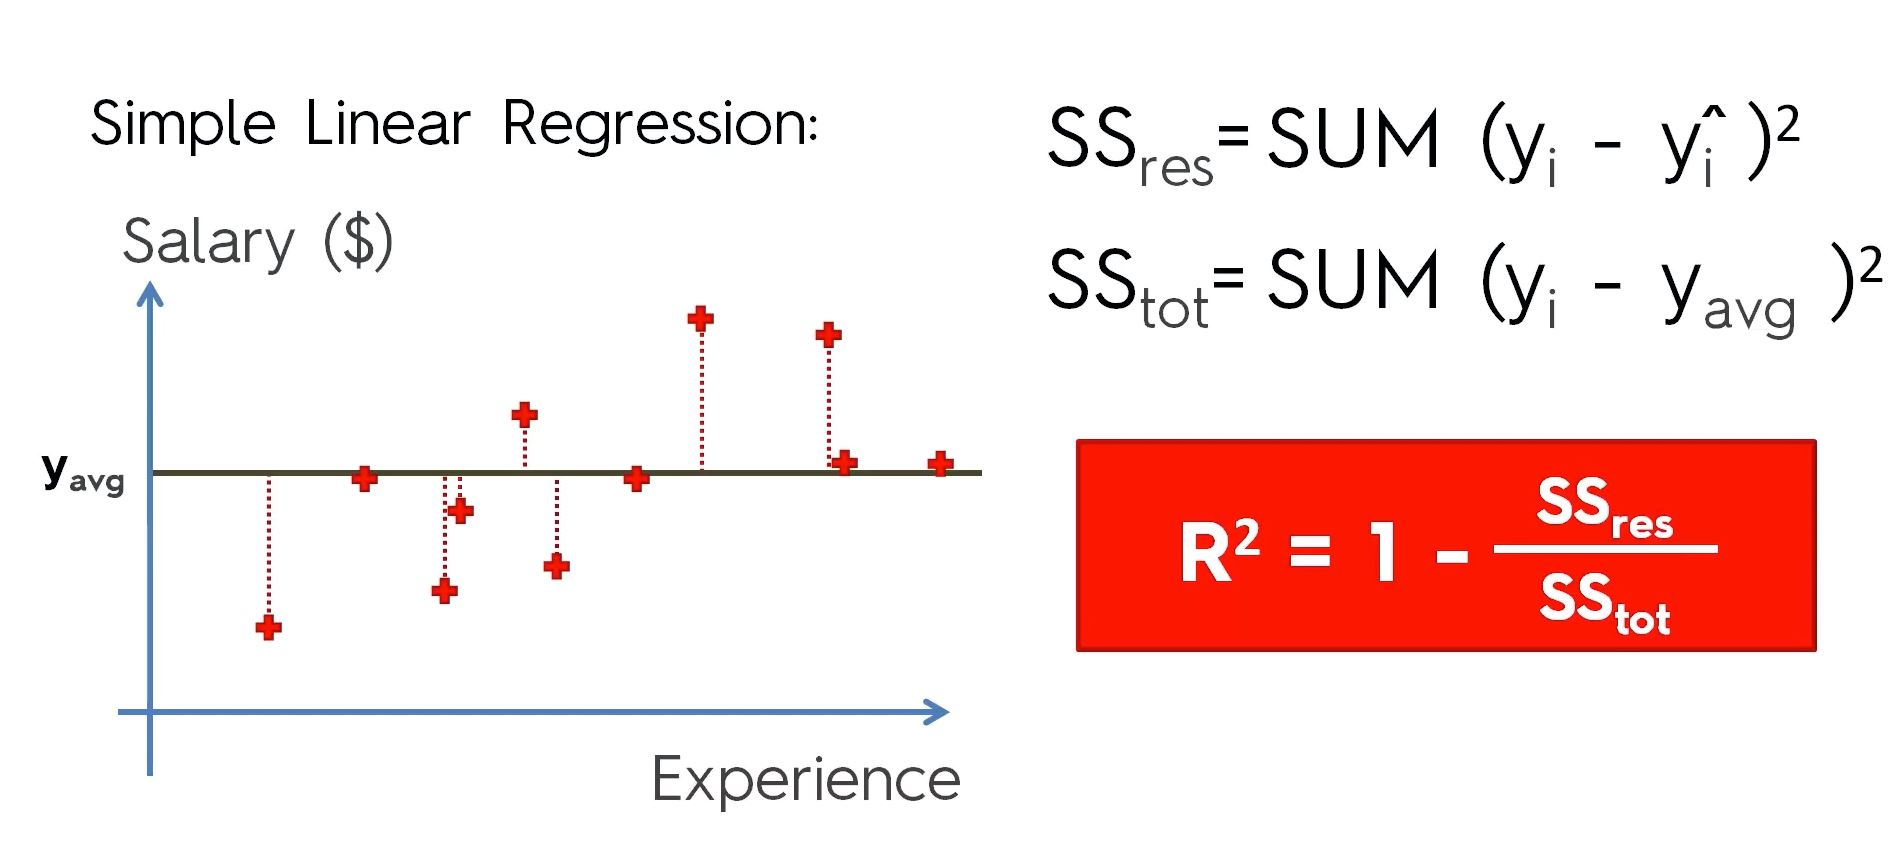 Simple Linear Regression:
Salary ($)
yavg
Experience
SSres = SUM (yi - yi^ )²
SStot = SUM (yi - yavg )²
R² = 1 - SSres
SStot